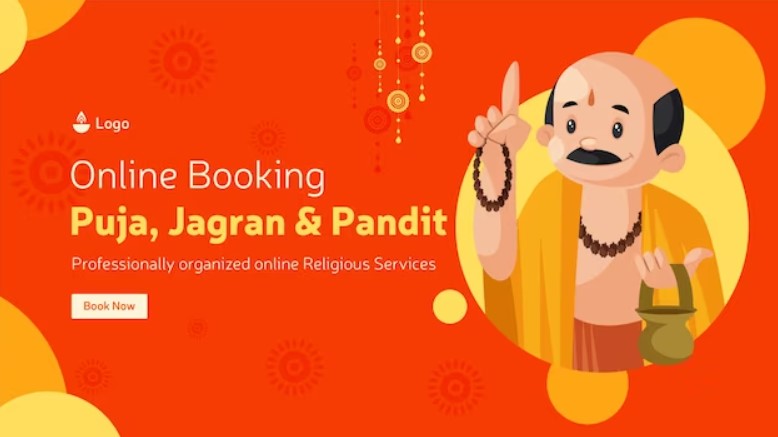 Logo
Online Booking
Puja, Jagran & Pandit
Professionally organized online Religious Services
Book Now